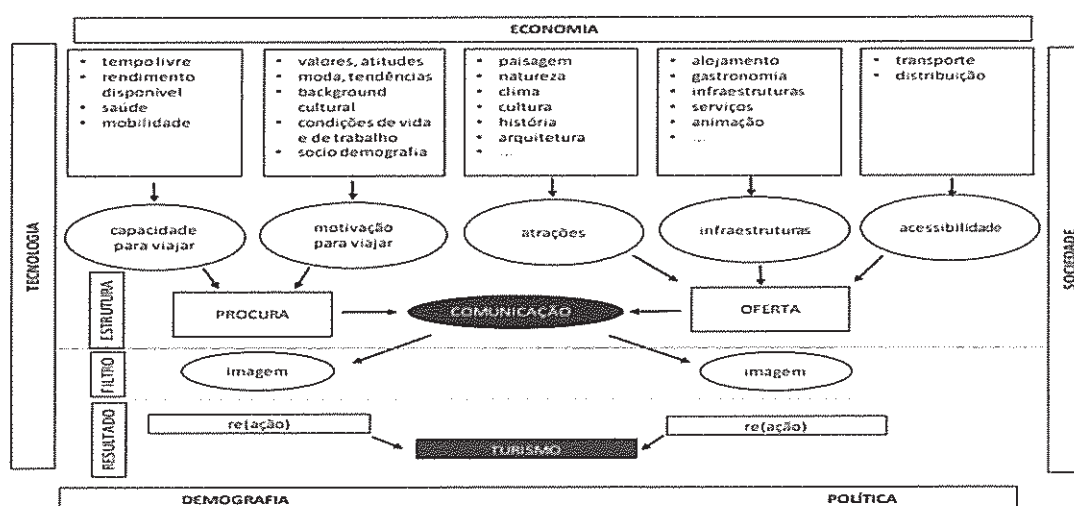 ECONOMIA
• tempo livre
• rendimento
disponível
• saúde
• mobilidade
• valores, atitudes
• moda, tendências
• background
cultural
• condições de vida
e de trabalho
• socio demografia
• paisagem
• natureza
• clima
• cultura
• história
• arquitetura
• ...
• alojamento
• gastronomia
• infraestruturas
• serviços
• animação
• ...
• transporte
• distribuição
TECNOLOGIA
SOCIEDADE
capacidade
para viajar
motivação
para viajar
atrações
infraestruturas
acessibilidade
ESTRUTURA
PROCURA
COMUNICAÇÃO
OFERTA
FILTRO
imagem
imagem
RESULTADO
re(ação)
re(ação)
TURISMO
DEMOGRAFIA
POLÍTICA